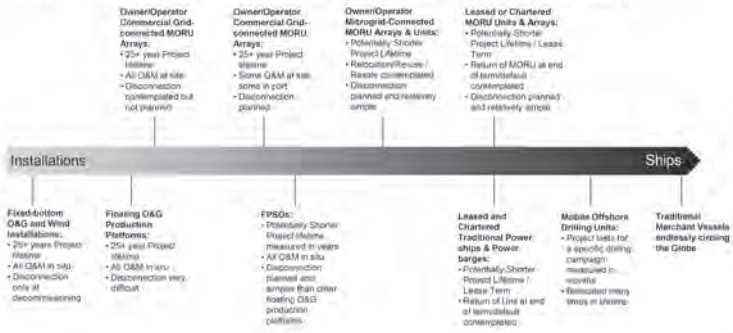 Owner/Operator
Commercial Grid-
connected MORU
Arrays:
• 25+ year Project
lifetime
• All O&M at site
• Disconnection
contemplated but
not planned
Owner/Operator
Commercial Grid-
connected MORU
Arrays:
• 25+ year Project
lifetime
• Some O&M at site,
some in port
• Disconnection
planned
Owner/Operator
Microgrid-Connected
MORU Arrays & Units:
• Potentially Shorter
Project Lifetime
• Relocation/Reuse/
Resale contemplated
• Disconnection
planned and relatively
simple
Leased or Chartered
MORU Units & Arrays:
• Potentially Shorter
Project Lifetime / Lease
Term
• Return of MORU at end
of term/default
contemplated
• Disconnection planned
and relatively simple
Installations
Ships
Fixed-bottom
O&G and Wind
Installations:
• 25+ years Project
lifetime
• All O&M in situ
• Disconnection
only at
decommissioning
Floating O&G
Production
Platforms:
• 25+ year Project
lifetime
• All O&M in situ
• Disconnection very
difficult
FPSOs:
• Potentially Shorter
Project lifetime
measured in years
• All O&M in situ
• Disconnection
planned and
simpler than other
floating O&G
production
platforms
Leased and
Chartered
Traditional Power
ships & Power
barges:
• Potentially Shorter
Project Lifetime /
Lease Term
• Return of Unit at end
of term/default
contemplated
Mobile Offshore
Drilling Units:
• Project lasts for
a specific drilling
campaign
measured in
months
• Relocated many
times in lifetime
Traditional
Merchant Vessels
endlessly circling
the Globe